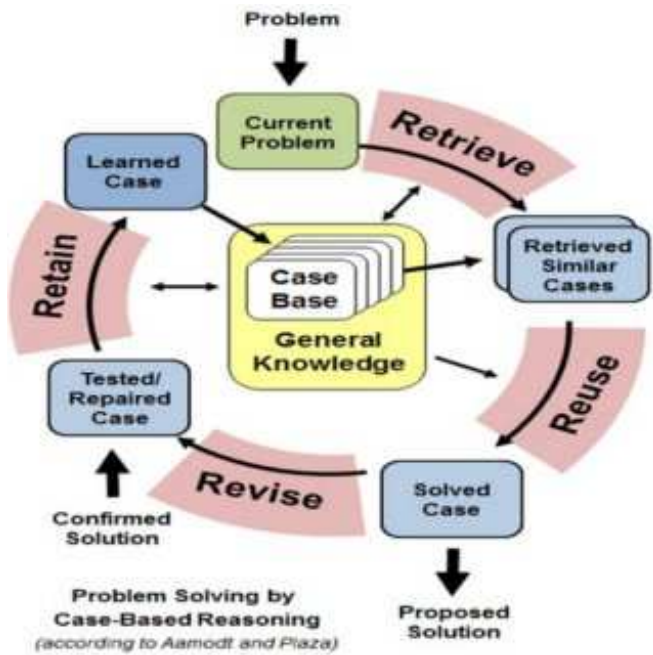 Problem
Current
Problem
Retrieve
Learned
Case
Retrieved
Similar
Cases
Case
Base
General
Knowledge
Retain
Reuse
Tested/
Repaired
Case
Revise
Solved
Case
Confirmed
Solution
Proposed
Solution
Problem Solving by
Case-Based Reasoning
(according to Aamodt and Plaza)